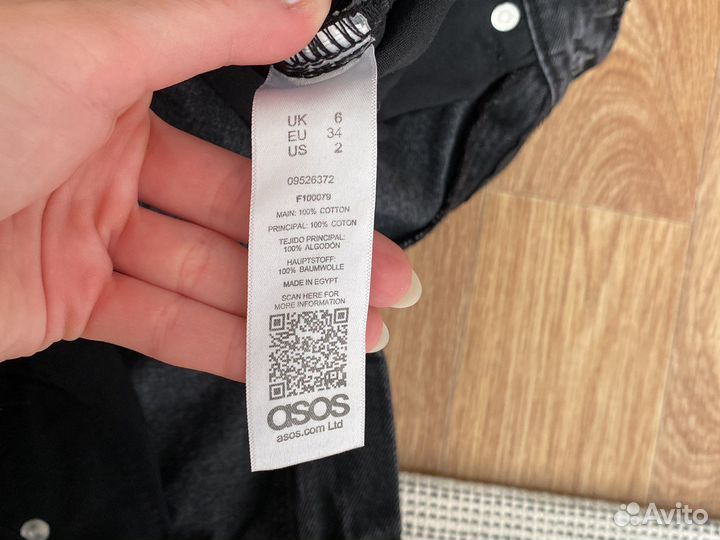 UK 6
EU 34
US 2
09526372
F100079
MAIN: 100% COTTON
PRINCIPAL: 100% COTON
TEJIDO PRINCIPAL:
100% ALGODÓN
HAUPTSTOFF:
100% BAUMWOLLE
MADE IN EGYPT
SCAN HERE FOR
MORE INFORMATION
asos
asos.com Ltd
Avito